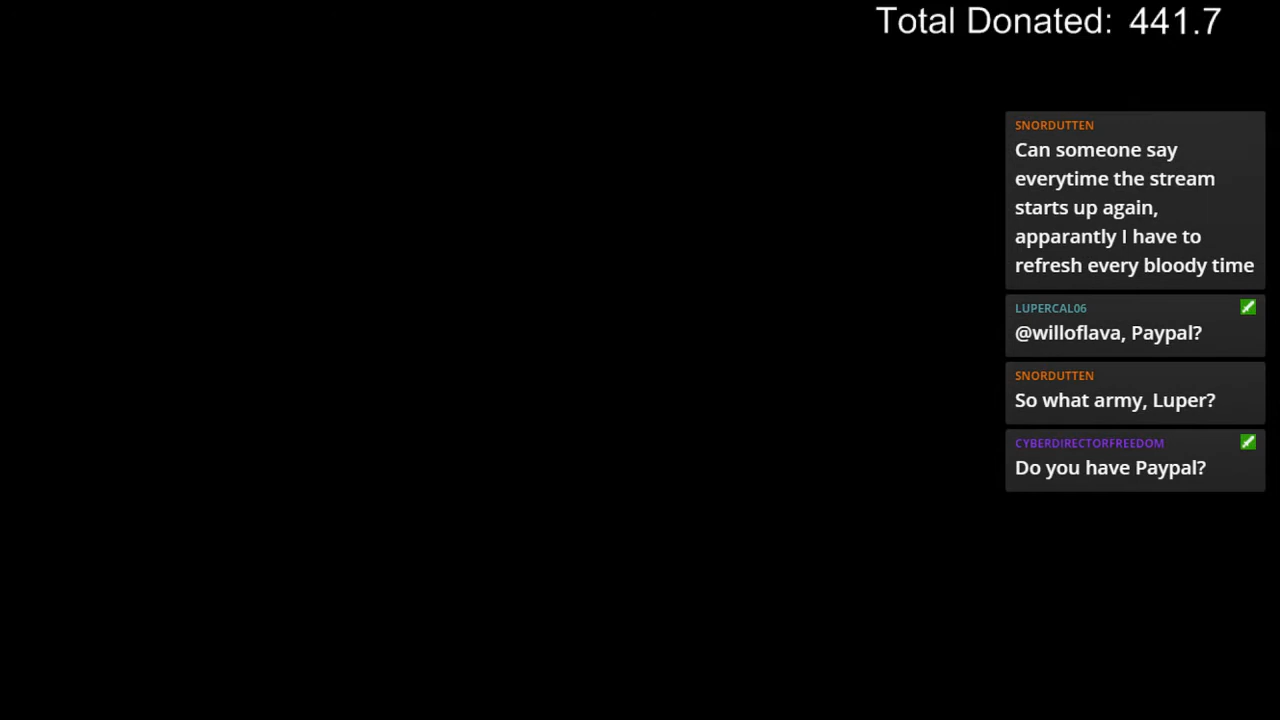 Total Donated: 441.7
SNORDUTTEN
Can someone say
everytime the stream
starts up again,
apparantly I have to
refresh every bloody time
LUPERCAL06
@willoflava, Paypal?
SNORDUTTEN
So what army, Luper?
CYBERDIRECTORFREEDOM
Do you have Paypal?